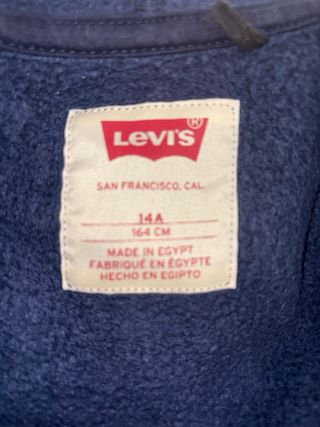 LEVI'S®
SAN FRANCISCO, CAL.
14A
164 CM
MADE IN EGYPT
FABRIQUÉ EN ÉGYPTE
HECHO EN EGIPTO